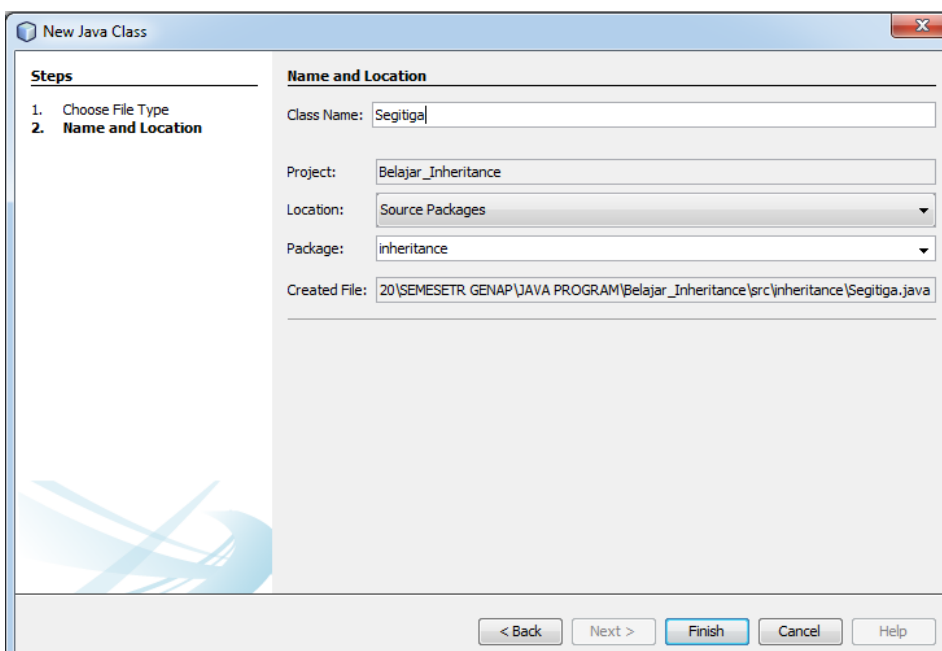 New Java Class
Steps
1. Choose File Type
2. Name and Location
Name and Location
Class Name: Segitiga
Project: Belajar_Inheritance
Location: Source Packages
Package: inheritance
Created File: 20\SEMESETR GENAP\JAVA PROGRAM\Belajar_Inheritance\src\inheritance\Segitiga.java
< Back Next > Finish Cancel Help